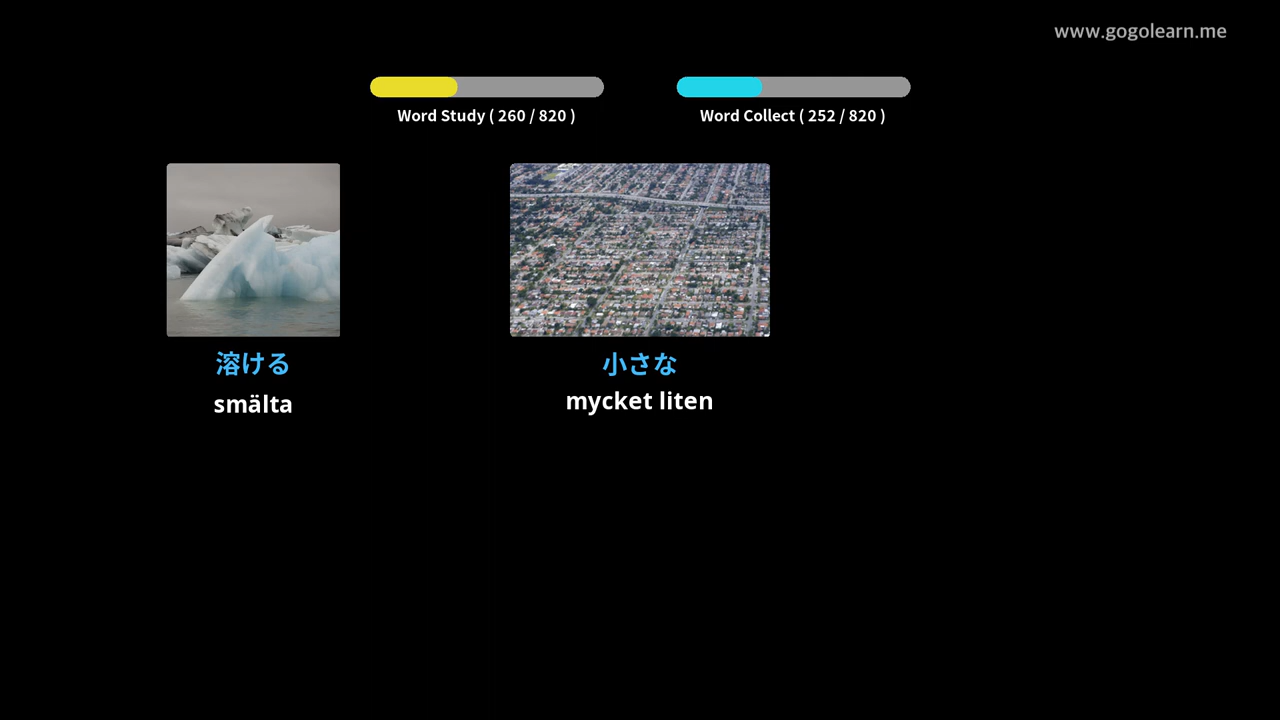 www.gogolearn.me
Word Study ( 260 / 820 )
Word Collect ( 252 / 820 )
溶ける
smälta
小さな
mycket liten